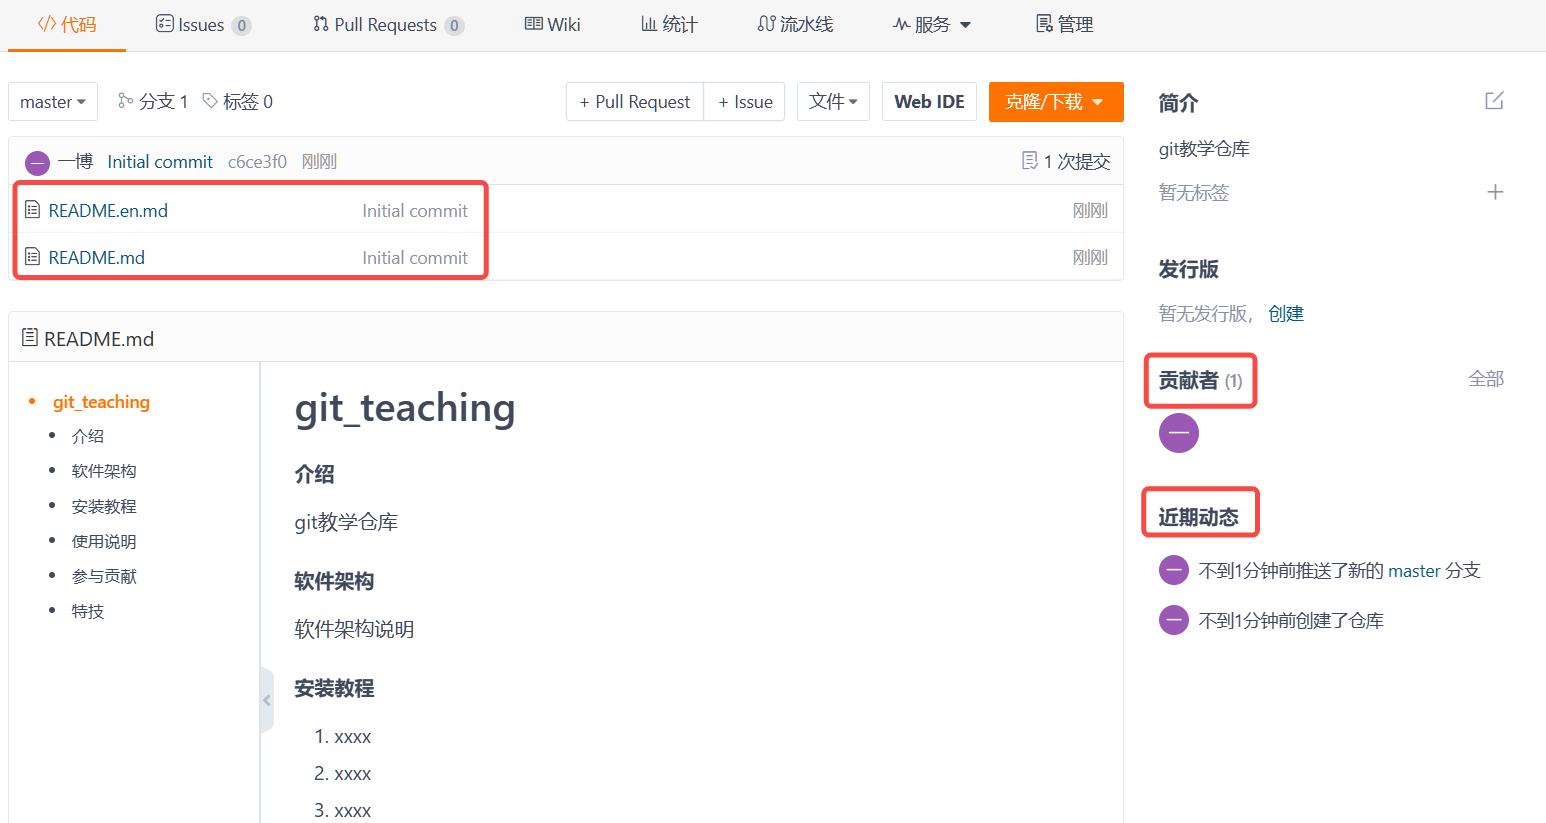 代码 Issues 0 Pull Requests 0 Wiki 统计 流水线 服务 管理
master 分支 1 标签 0 + Pull Request + Issue 文件 Web IDE 克隆/下载
一博 Initial commit c6ce3f0 刚刚 1 次提交
README.en.md Initial commit 刚刚
README.md Initial commit 刚刚
README.md
git_teaching
介绍
软件架构
安装教程
使用说明
参与贡献
特技
git_teaching
介绍
git教学仓库
软件架构
软件架构说明
安装教程
1. xxxx
2. xxxx
3. xxxx
简介
git教学仓库
暂无标签
发行版
暂无发行版，创建
贡献者 (1) 全部
一
近期动态
一 不到1分钟前推送了新的 master 分支
一 不到1分钟前创建了仓库